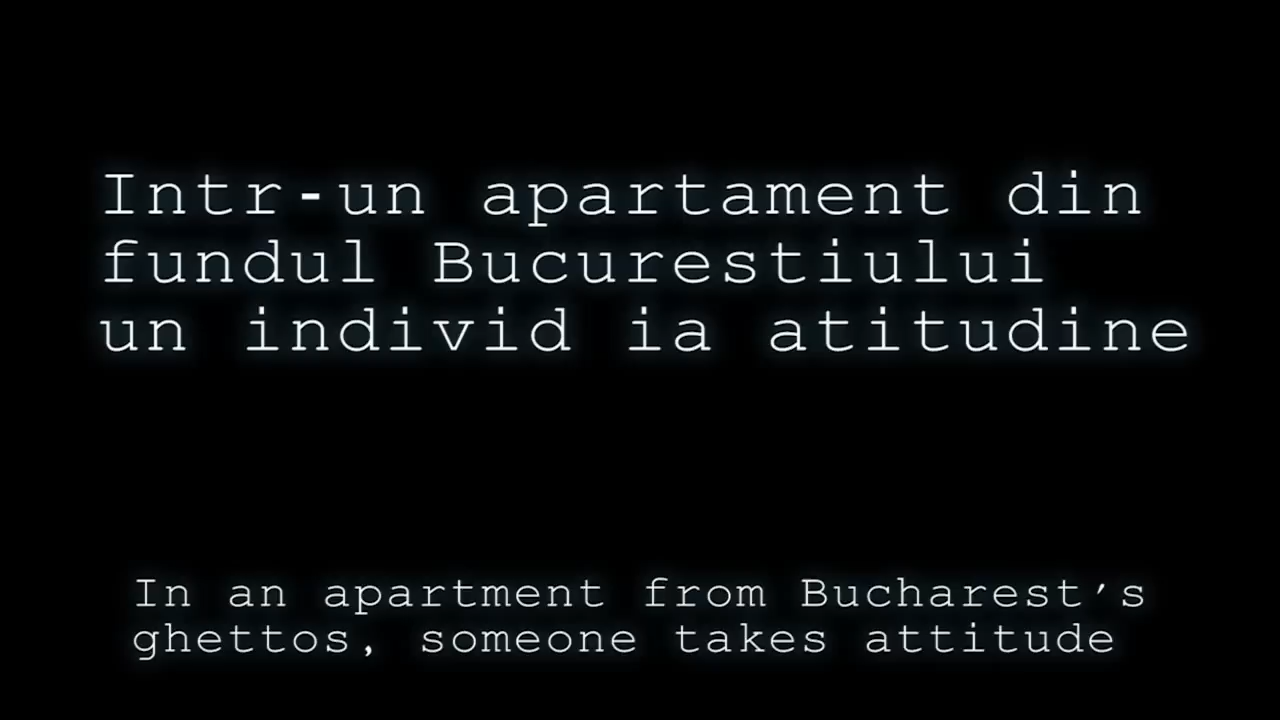 Intr-un apartament din
fundul Bucurestiului
un individ ia atitudine
In an apartment from Bucharest's
ghettos, someone takes attitude